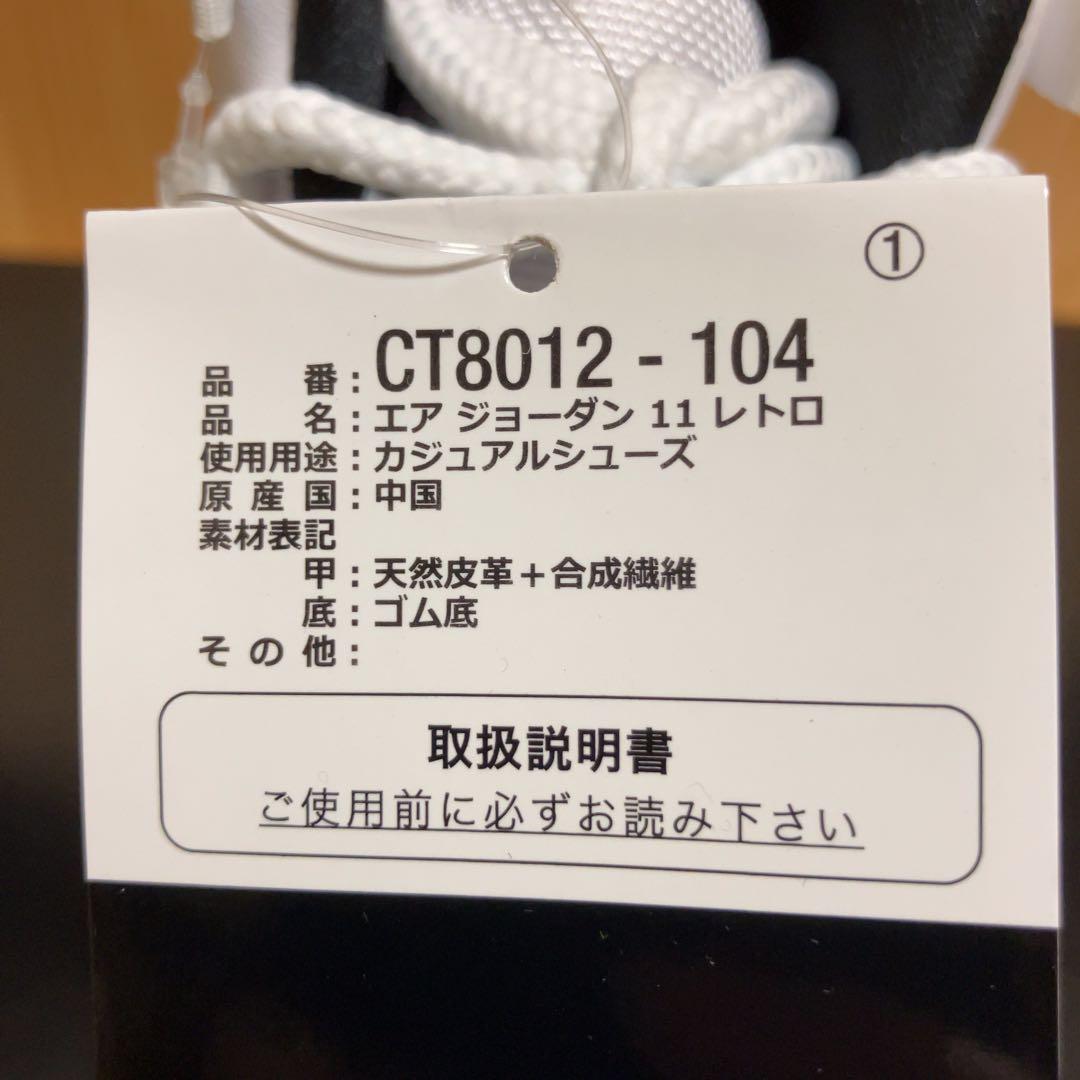 ①
品番：CT8012-104
品名：エア ジョーダン 11 レトロ
使用用途：カジュアルシューズ
原産国：中国
素材表記
甲：天然皮革＋合成繊維
底：ゴム底
その他：
取扱説明書
ご使用前に必ずお読み下さい